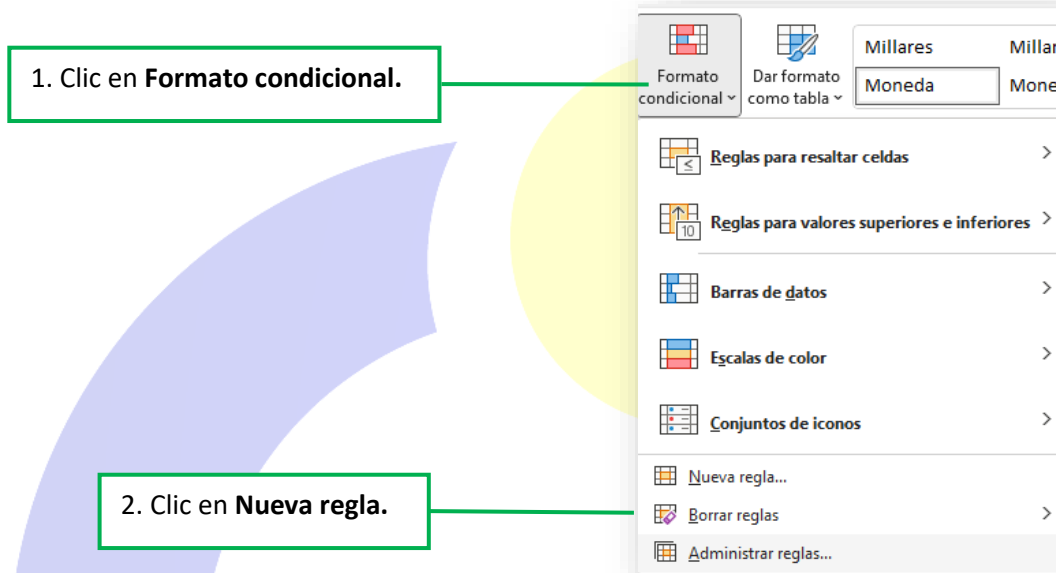 1. Clic en Formato condicional.
Formato
condicional
Dar formato
como tabla
Millares
Moneda
Reglas para resaltar celdas
≤
Reglas para valores superiores e inferiores
10
Barras de datos
Escalas de color
Conjuntos de iconos
2. Clic en Nueva regla.
Nueva regla...
Borrar reglas
Administrar reglas...